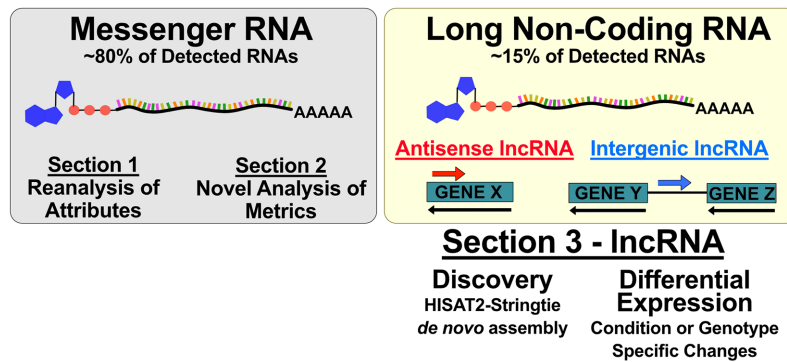 Messenger RNA
~80% of Detected RNAs
AAAAA
Section 1
Reanalysis of
Attributes
Section 2
Novel Analysis of
Metrics
Long Non-Coding RNA
~15% of Detected RNAs
AAAAA
Antisense lncRNA
GENE X
Intergenic lncRNA
GENE Y
GENE Z
Section 3 - lncRNA
Discovery
HISAT2-Stringtie
de novo assembly
Differential
Expression
Condition or Genotype
Specific Changes